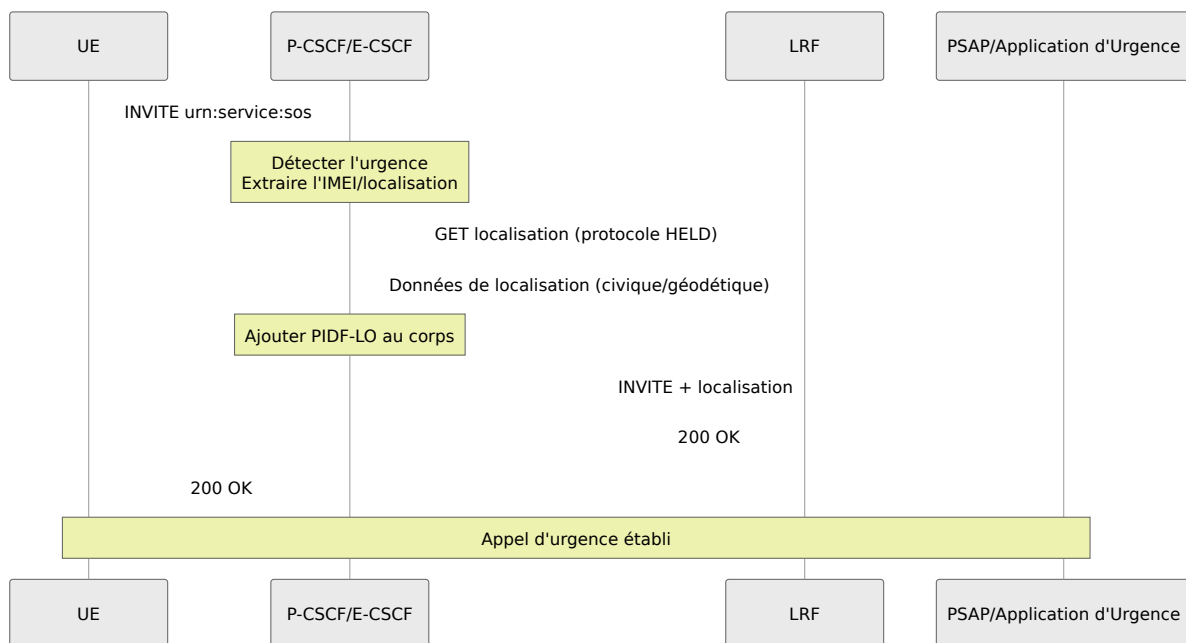 UE
P-CSCF/E-CSCF
LRF
PSAP/Application d'Urgence
INVITE urn:service:sos
Détecter l'urgence
Extraire l'IMEI/localisation
GET localisation (protocole HELD)
Données de localisation (civique/géodétique)
Ajouter PIDF-LO au corps
INVITE + localisation
200 OK
200 OK
Appel d'urgence établi
UE
P-CSCF/E-CSCF
LRF
PSAP/Application d'Urgence